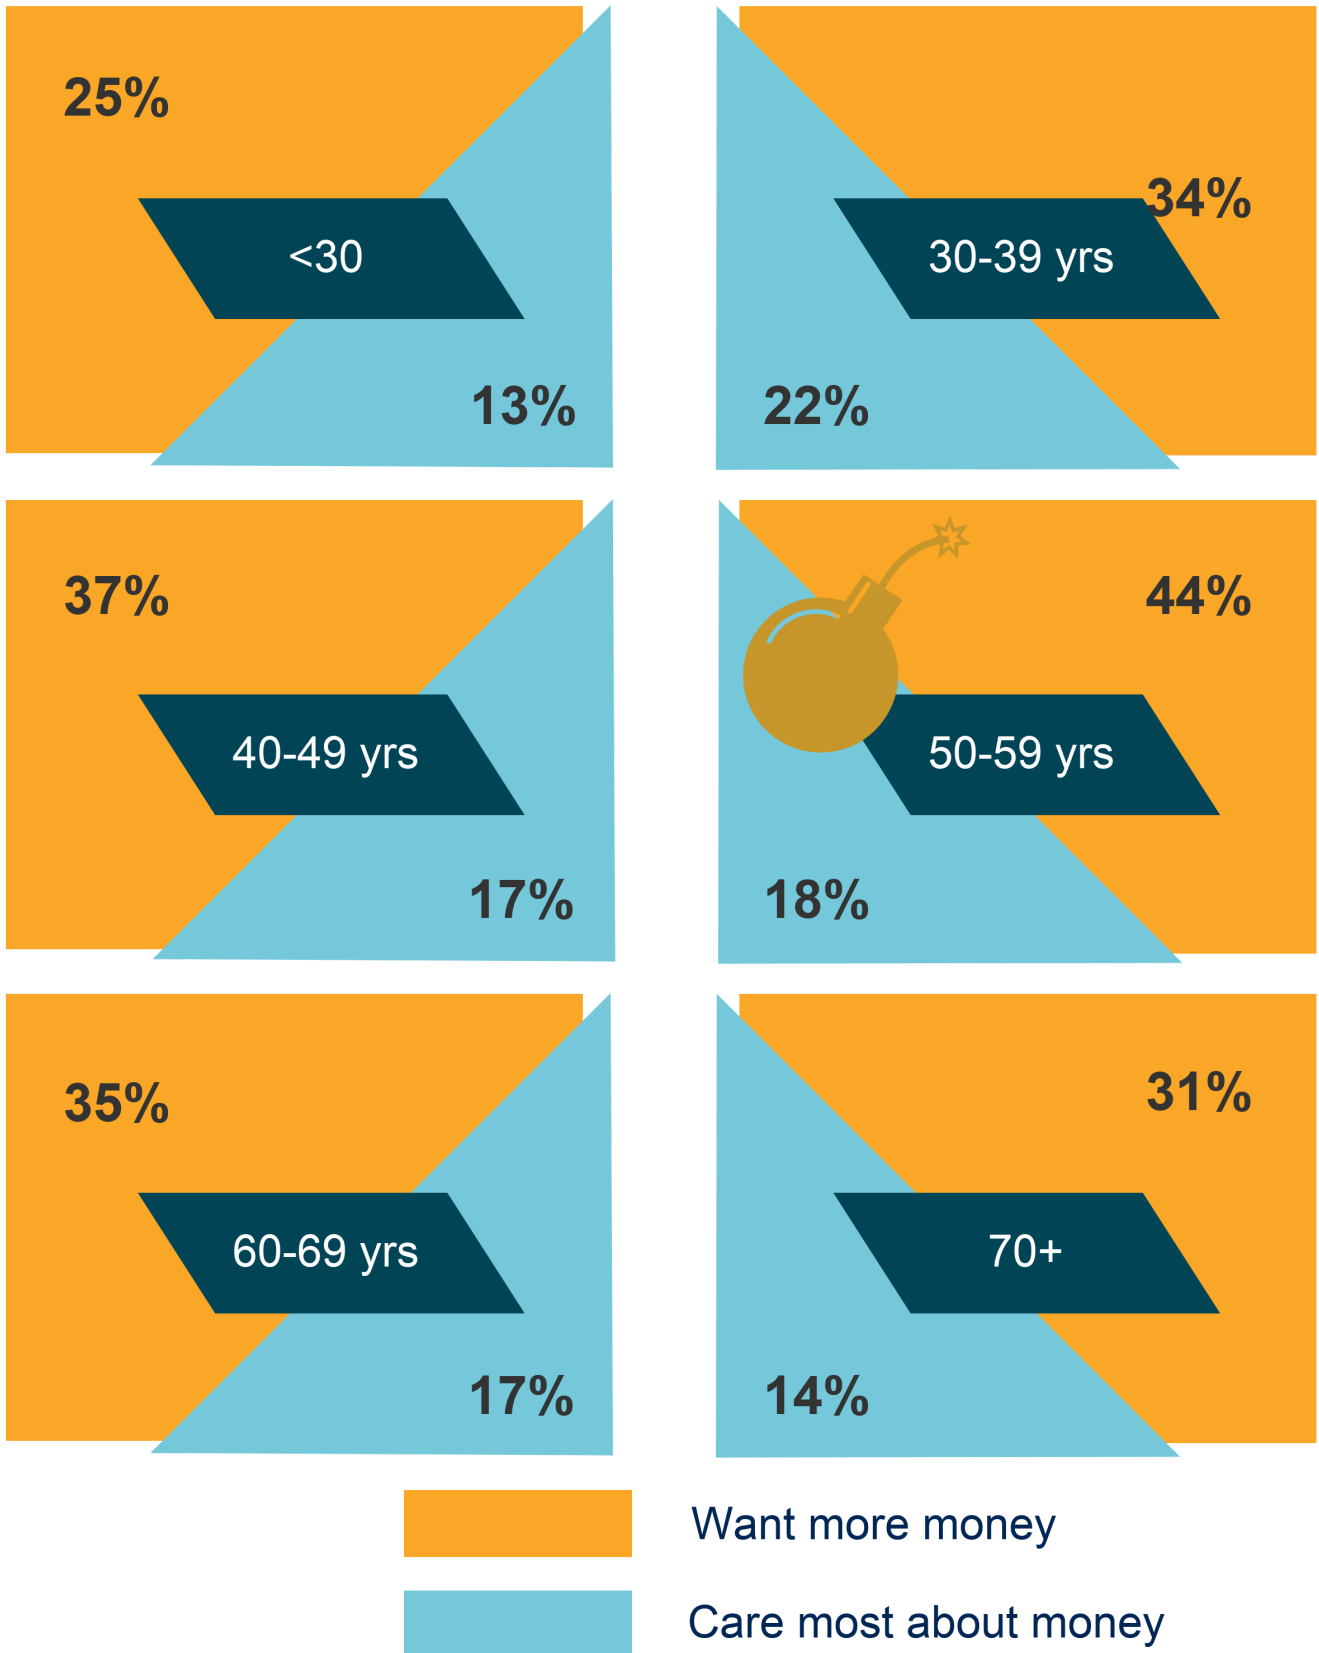 25%
<30
13%
34%
30-39 yrs
22%
37%
40-49 yrs
17%
44%
50-59 yrs
18%
35%
60-69 yrs
17%
31%
70+
14%
Want more money
Care most about money